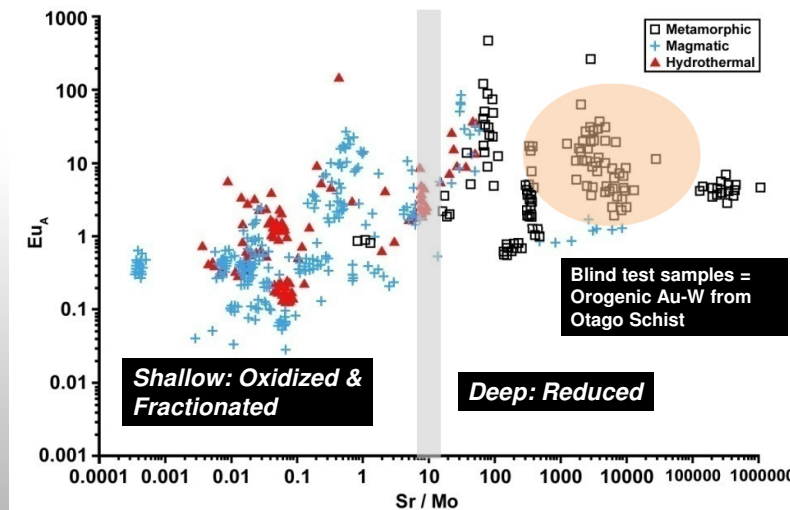 1000
Metamorphic
Magmatic
Hydrothermal
100
10
Eu_A
1
Blind test samples =
Orogenic Au-W from
Otago Schist
0.1
Shallow: Oxidized &
Fractionated
Deep: Reduced
0.01
0.001
0.0001 0.001 0.01 0.1 1 10 100 1000 10000 100000 1000000
Sr / Mo